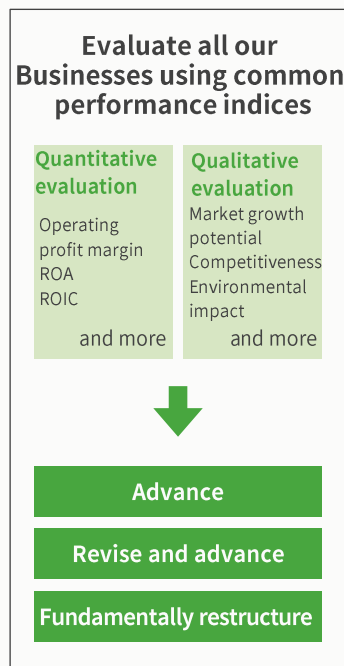 Evaluate all our
Businesses using common
performance indices
Quantitative
evaluation
Operating
profit margin
ROA
ROIC
and more
Qualitative
evaluation
Market growth
potential
Competitiveness
Environmental
impact
and more
Advance
Revise and advance
Fundamentally restructure